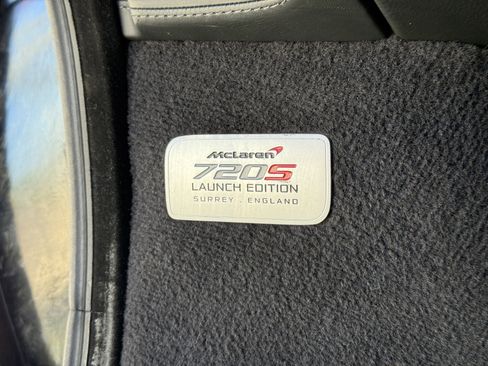 McLaren
720S
LAUNCH EDITION
SURREY . ENGLAND